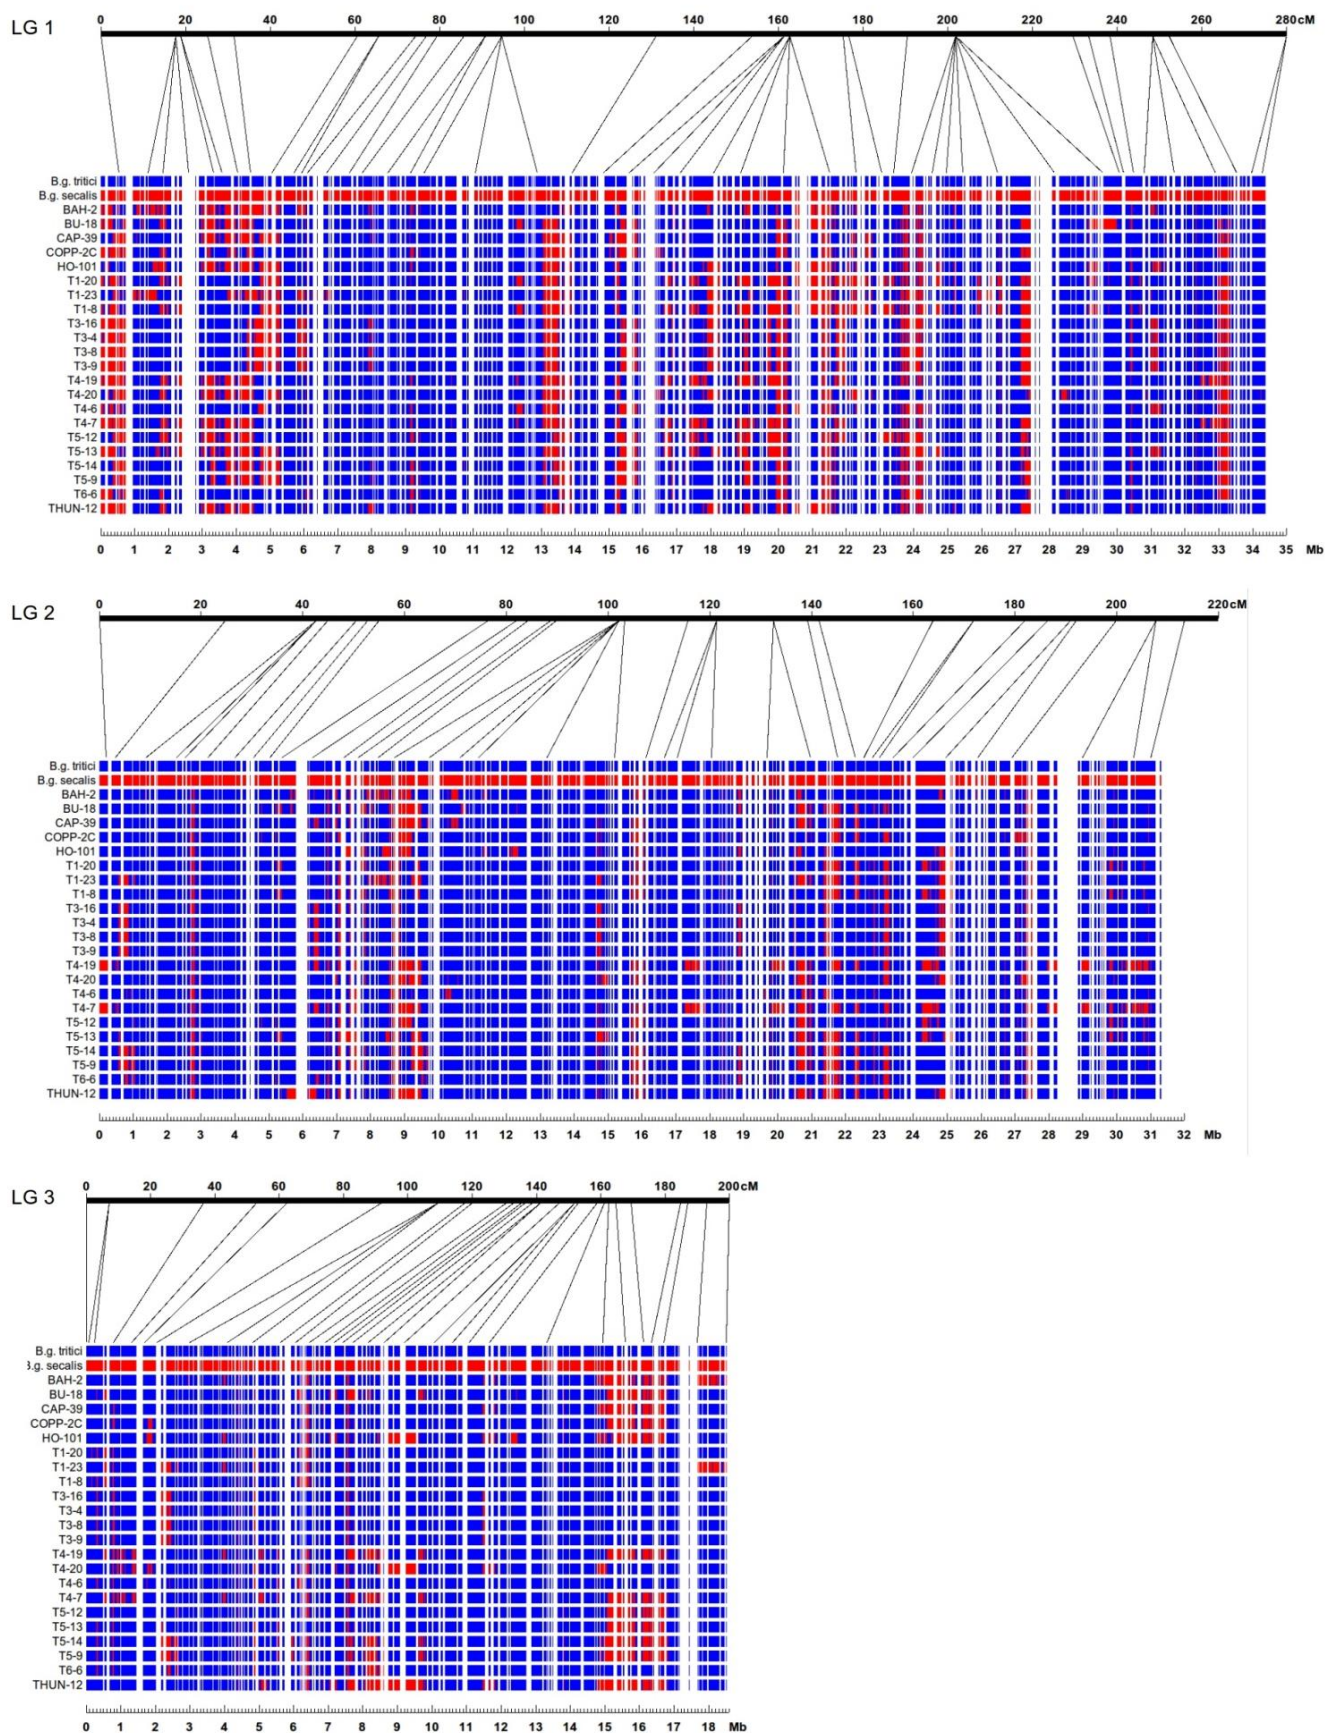 LG 1
0 20 40 60 80 100 120 140 160 180 200 220 240 260 280 cM
B.g. tritici
B.g. secalis
BAH-2
BU-18
CAP-39
COPP-2C
HO-101
T1-20
T1-23
T1-8
T3-16
T3-4
T3-8
T3-9
T4-19
T4-20
T4-6
T4-7
T5-12
T5-13
T5-14
T5-9
T6-6
THUN-12
0 1 2 3 4 5 6 7 8 9 10 11 12 13 14 15 16 17 18 19 20 21 22 23 24 25 26 27 28 29 30 31 32 33 34 35 Mb
LG 2
0 20 40 60 80 100 120 140 160 180 200 220 cM
B.g. tritici
B.g. secalis
BAH-2
BU-18
CAP-39
COPP-2C
HO-101
T1-20
T1-23
T1-8
T3-16
T3-4
T3-8
T3-9
T4-19
T4-20
T4-6
T4-7
T5-12
T5-13
T5-14
T5-9
T6-6
THUN-12
0 1 2 3 4 5 6 7 8 9 10 11 12 13 14 15 16 17 18 19 20 21 22 23 24 25 26 27 28 29 30 31 32 Mb
LG 3
0 20 40 60 80 100 120 140 160 180 200 cM
B.g. tritici
B.g. secalis
BAH-2
BU-18
CAP-39
COPP-2C
HO-101
T1-20
T1-23
T1-8
T3-16
T3-4
T3-8
T3-9
T4-19
T4-20
T4-6
T4-7
T5-12
T5-13
T5-14
T5-9
T6-6
THUN-12
0 1 2 3 4 5 6 7 8 9 10 11 12 13 14 15 16 17 18 Mb